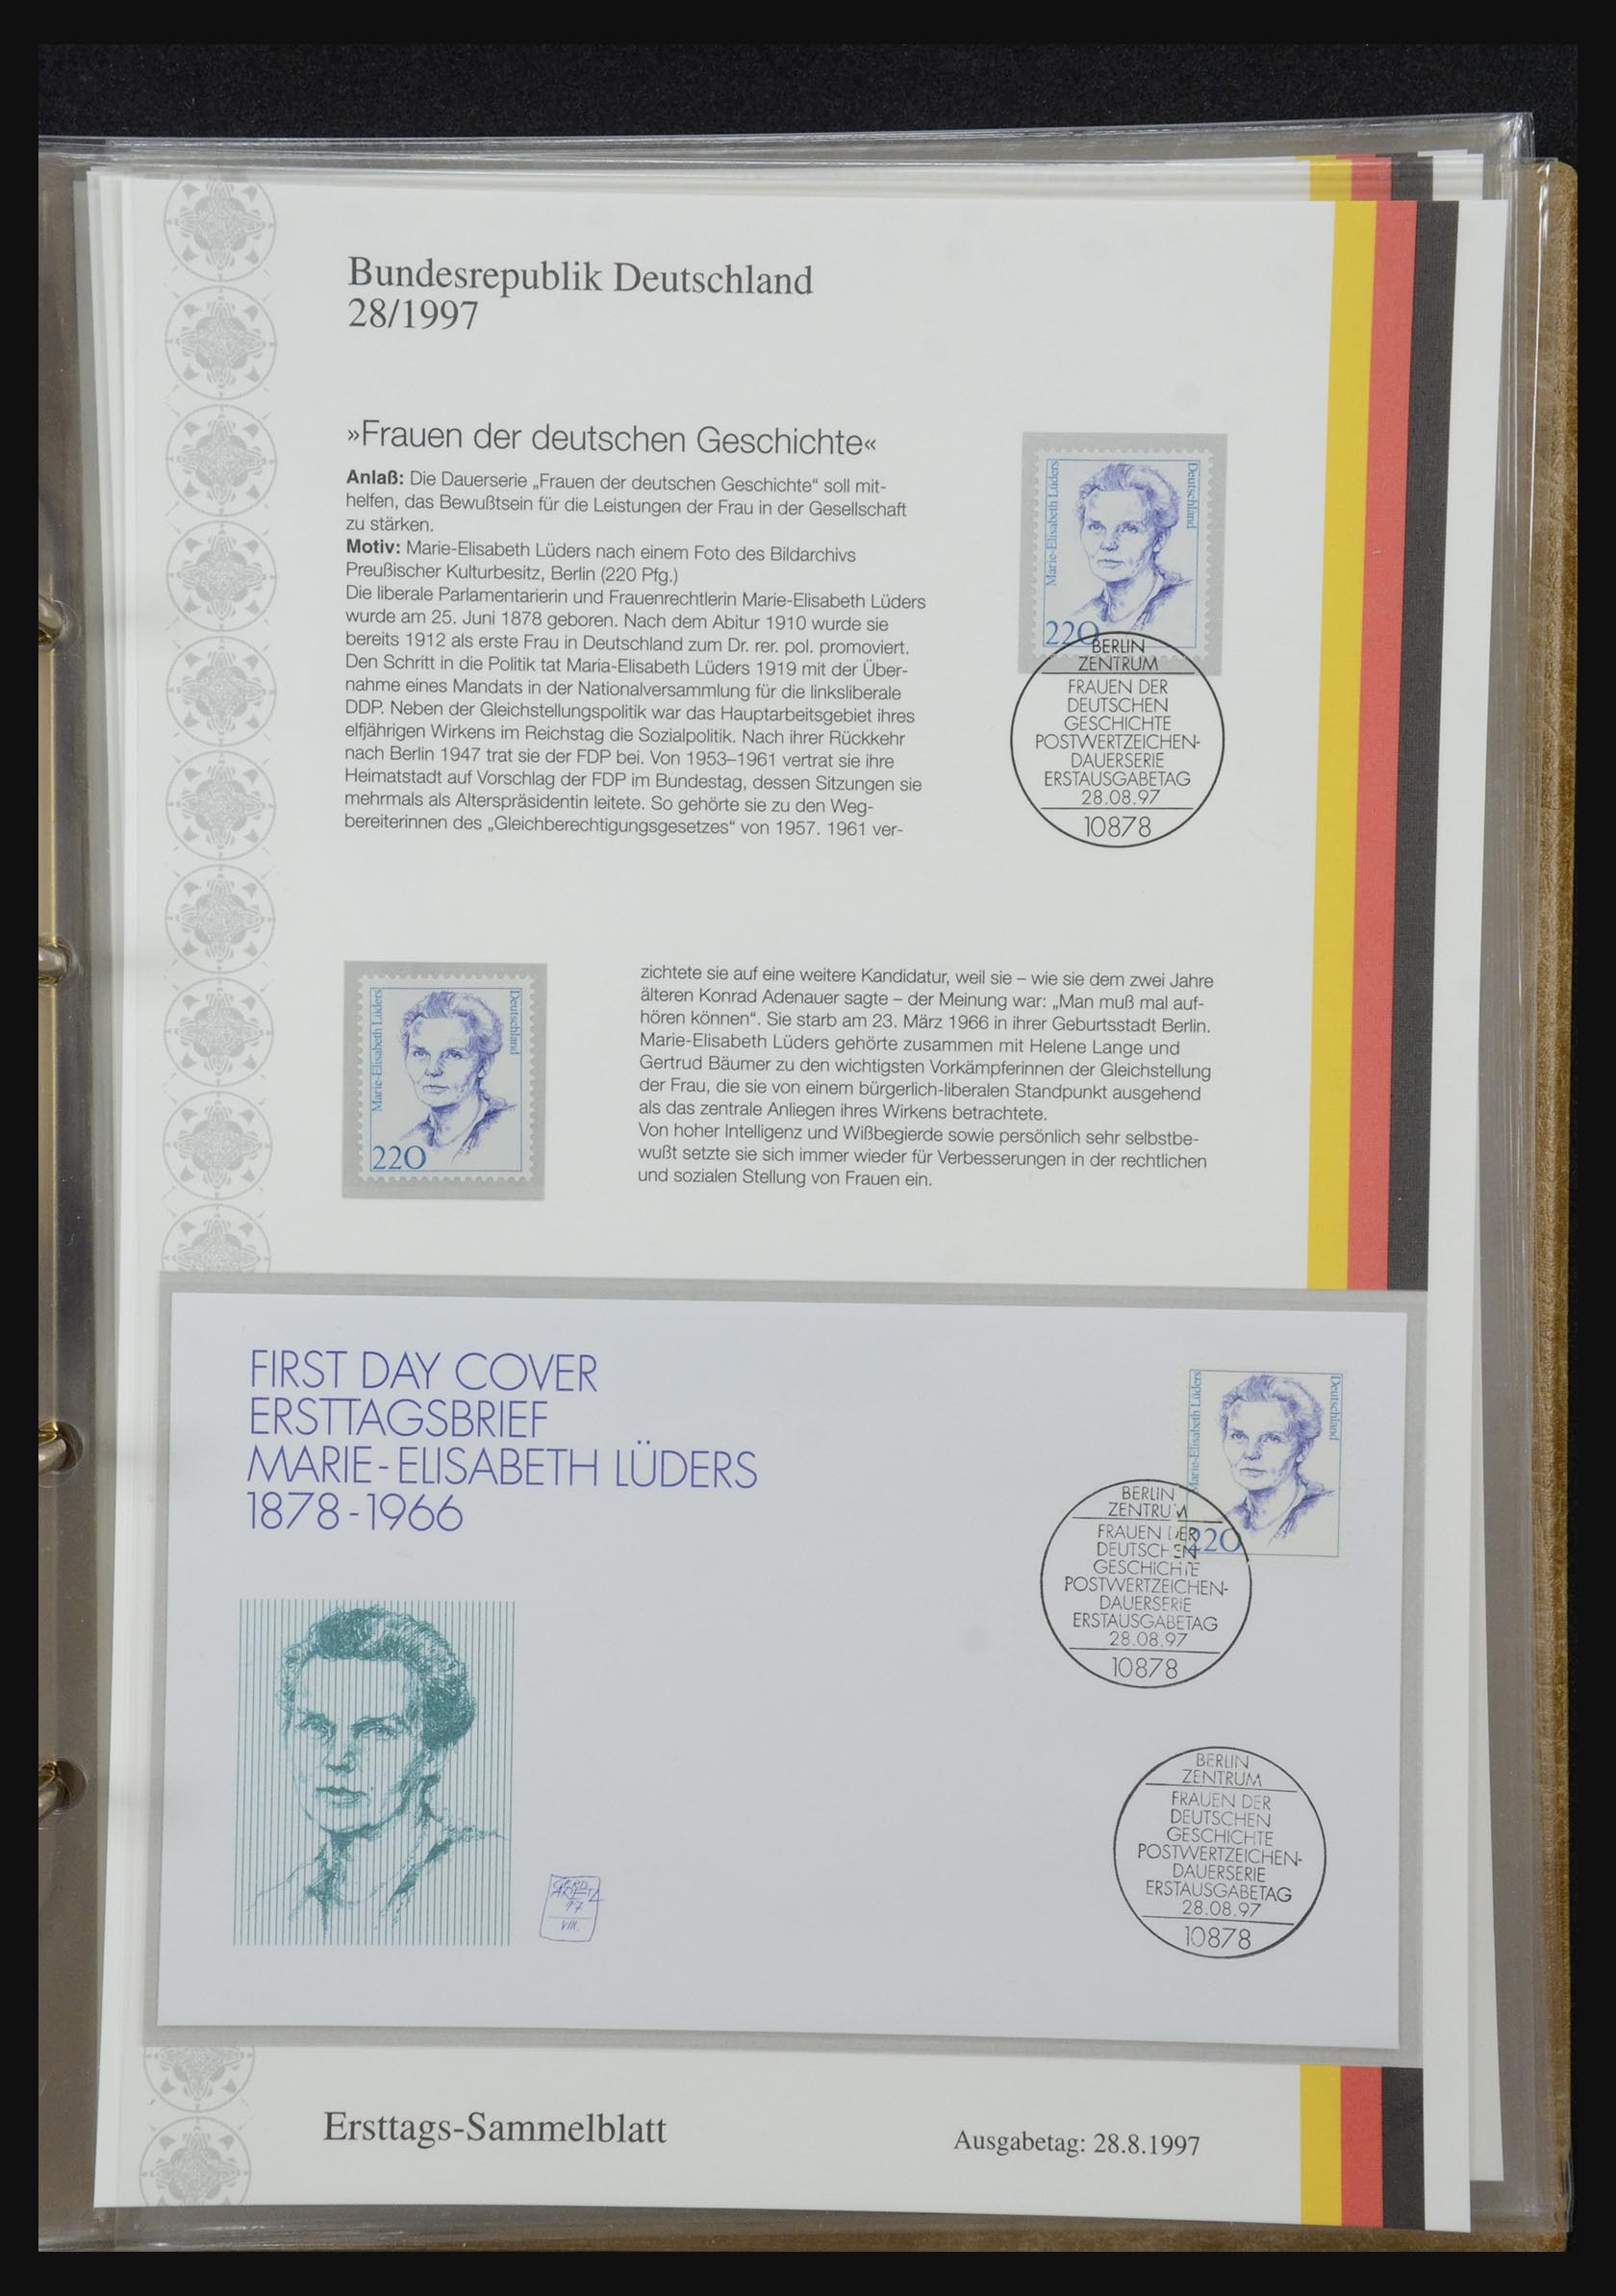 Bundesrepublik Deutschland
28/1997
»Frauen der deutschen Geschichte«
Anlaß: Die Dauerserie „Frauen der deutschen Geschichte“ soll mit-
helfen, das Bewußtsein für die Leistungen der Frau in der Gesellschaft
zu stärken.
Motiv: Marie-Elisabeth Lüders nach einem Foto des Bildarchivs
Preußischer Kulturbesitz, Berlin (220 Pfg.)
Die liberale Parlamentarierin und Frauenrechtlerin Marie-Elisabeth Lüders
wurde am 25. Juni 1878 geboren. Nach dem Abitur 1910 wurde sie
bereits 1912 als erste Frau in Deutschland zum Dr. rer. pol. promoviert.
Den Schritt in die Politik tat Maria-Elisabeth Lüders 1919 mit der Über-
nahme eines Mandats in der Nationalversammlung für die linksliberale
DDP. Neben der Gleichstellungspolitik war das Hauptarbeitsgebiet ihres
elfjährigen Wirkens im Reichstag die Sozialpolitik. Nach ihrer Rückkehr
nach Berlin 1947 trat sie der FDP bei. Von 1953–1961 vertrat sie ihre
Heimatstadt auf Vorschlag der FDP im Bundestag, dessen Sitzungen sie
mehrmals als Alterspräsidentin leitete. So gehörte sie zu den Weg-
bereiterinnen des „Gleichberechtigungsgesetzes“ von 1957. 1961 ver-
Marie-Elisabeth Lüders
Deutschland
220
BERLIN
ZENTRUM
FRAUEN DER
DEUTSCHEN
GESCHICHTE
POSTWERTZEICHEN-
DAUERSERIE
ERSTAUSGABETAG
28.08.97
10878
Marie-Elisabeth Lüders
Deutschland
220
zichtete sie auf eine weitere Kandidatur, weil sie – wie sie dem zwei Jahre
älteren Konrad Adenauer sagte – der Meinung war: „Man muß mal auf-
hören können“. Sie starb am 23. März 1966 in ihrer Geburtsstadt Berlin.
Marie-Elisabeth Lüders gehörte zusammen mit Helene Lange und
Gertrud Bäumer zu den wichtigsten Vorkämpferinnen der Gleichstellung
der Frau, die sie von einem bürgerlich-liberalen Standpunkt ausgehend
als das zentrale Anliegen ihres Wirkens betrachtete.
Von hoher Intelligenz und Wißbegierde sowie persönlich sehr selbstbe-
wußt setzte sie sich immer wieder für Verbesserungen in der rechtlichen
und sozialen Stellung von Frauen ein.
FIRST DAY COVER
ERSTTAGSBRIEF
MARIE-ELISABETH LÜDERS
1878-1966
Marie-Elisabeth Lüders
Deutschland
220
BERLIN
ZENTRUM
FRAUEN DER
DEUTSCHEN
GESCHICHTE
POSTWERTZEICHEN-
DAUERSERIE
ERSTAUSGABETAG
28.08.97
10878
GERD
ARETZ
97
VIII.
BERLIN
ZENTRUM
FRAUEN DER
DEUTSCHEN
GESCHICHTE
POSTWERTZEICHEN-
DAUERSERIE
ERSTAUSGABETAG
28.08.97
10878
Ersttags-Sammelblatt
Ausgabetag: 28.8.1997